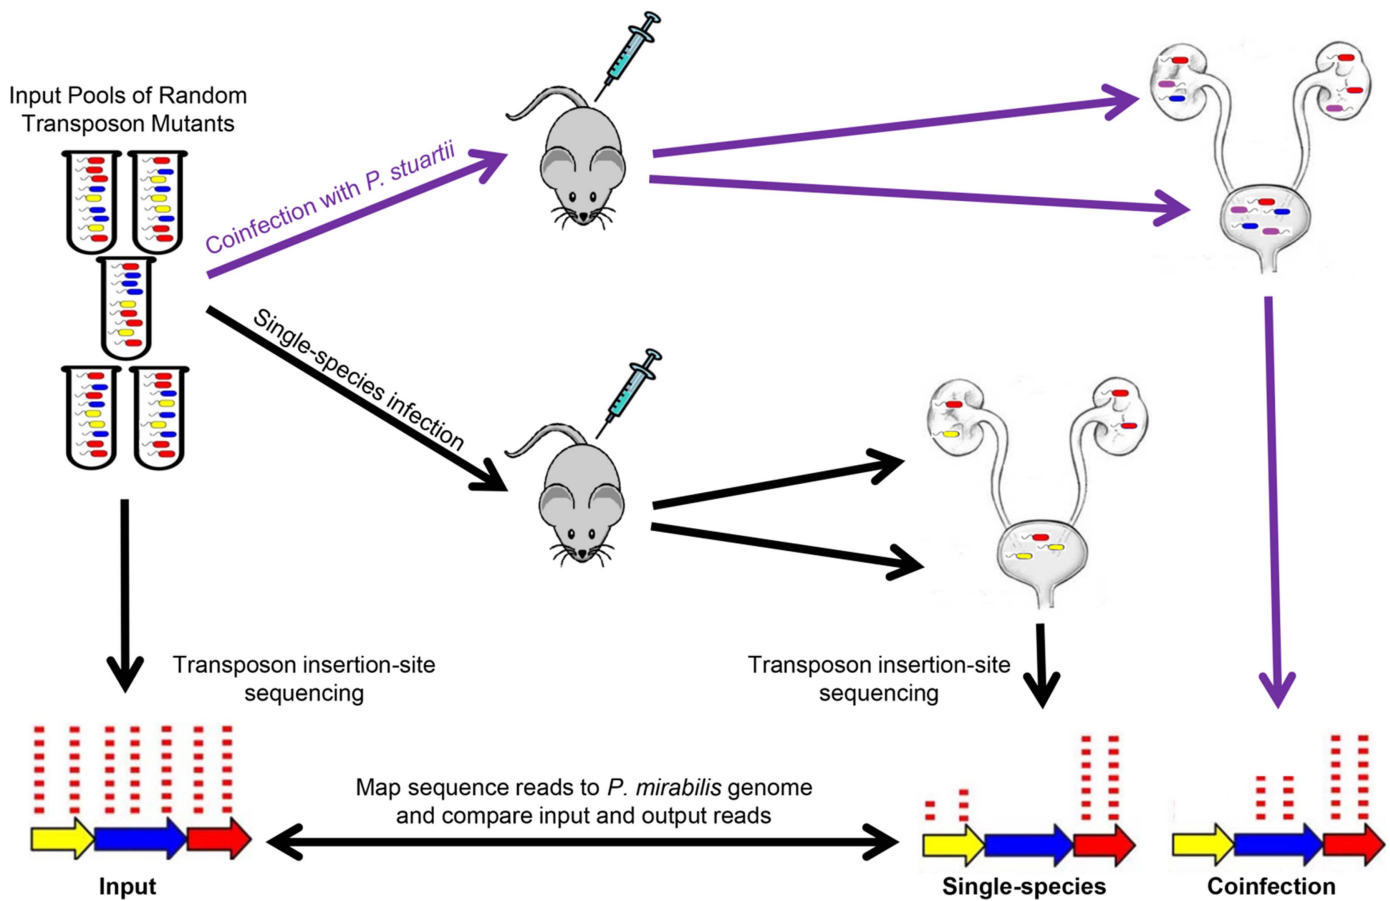 Input Pools of Random
Transposon Mutants
Coinfection with P. stuartii
Single-species infection
Transposon insertion-site
sequencing
Transposon insertion-site
sequencing
Map sequence reads to P. mirabilis genome
and compare input and output reads
Input
Single-species
Coinfection